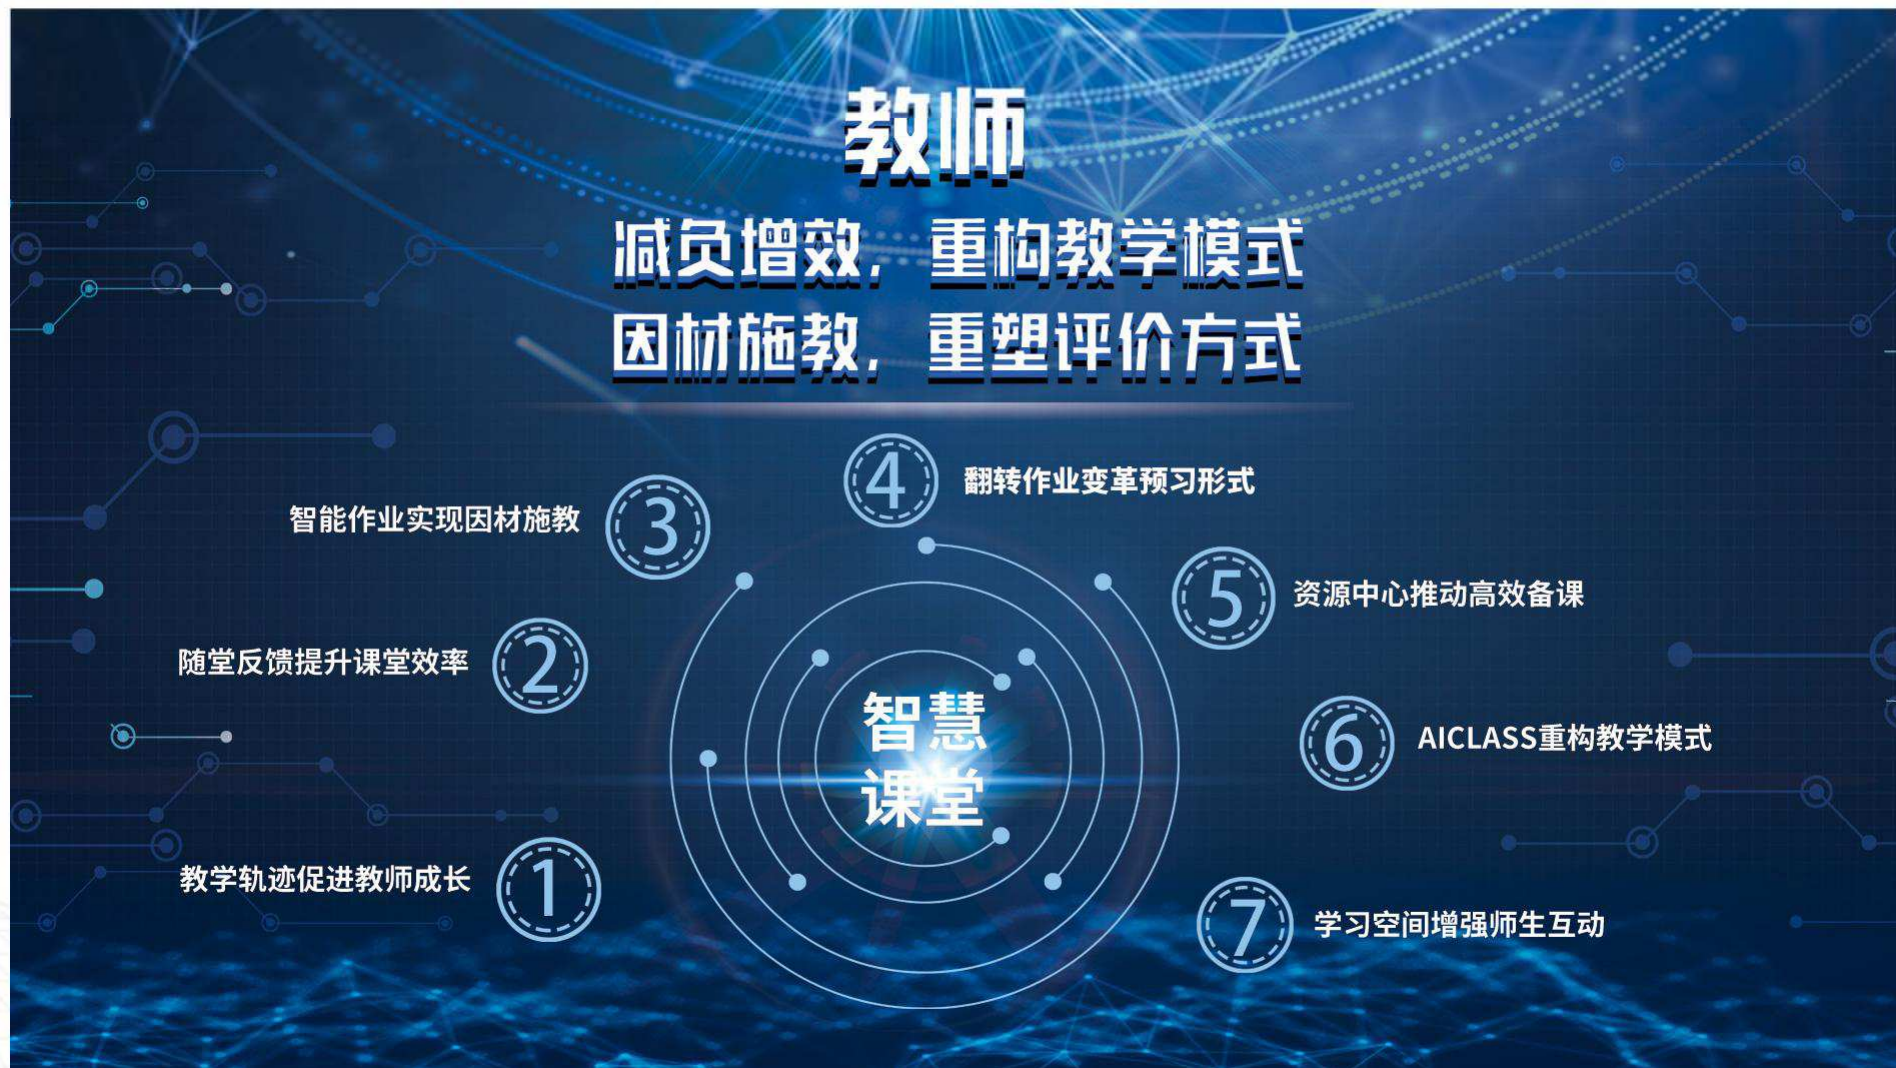 教师
减负增效，重构教学模式
因材施教，重塑评价方式
4 翻转作业变革预习形式
智能作业实现因材施教 3
5 资源中心推动高效备课
随堂反馈提升课堂效率 2
智慧
课堂
6 AICLASS重构教学模式
教学轨迹促进教师成长 1
7 学习空间增强师生互动